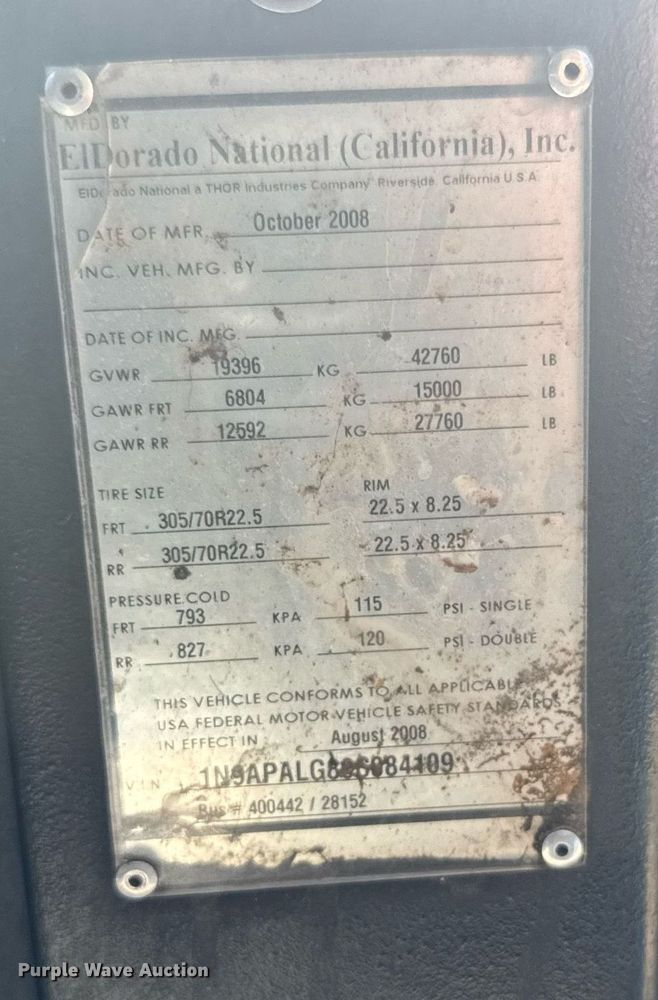 MFD BY
ElDorado National (California), Inc.
ElDorado National a THOR Industries Company Riverside, California U.S.A.
DATE OF MFR. October 2008
INC. VEH. MFG. BY
DATE OF INC. MFG.
GVWR 19396 KG 42760 LB
GAWR FRT 6804 KG 15000 LB
GAWR RR 12592 KG 27760 LB
TIRE SIZE RIM
FRT 305/70R22.5 22.5 x 8.25
RR 305/70R22.5 22.5 x 8.25
PRESSURE COLD
FRT 793 KPA 115 PSI - SINGLE
RR 827 KPA 120 PSI - DOUBLE
THIS VEHICLE CONFORMS TO ALL APPLICABLE
USA FEDERAL MOTOR VEHICLE SAFETY STANDARDS
IN EFFECT IN August 2008
VIN
Bus # 400442 / 28152
Purple Wave Auction